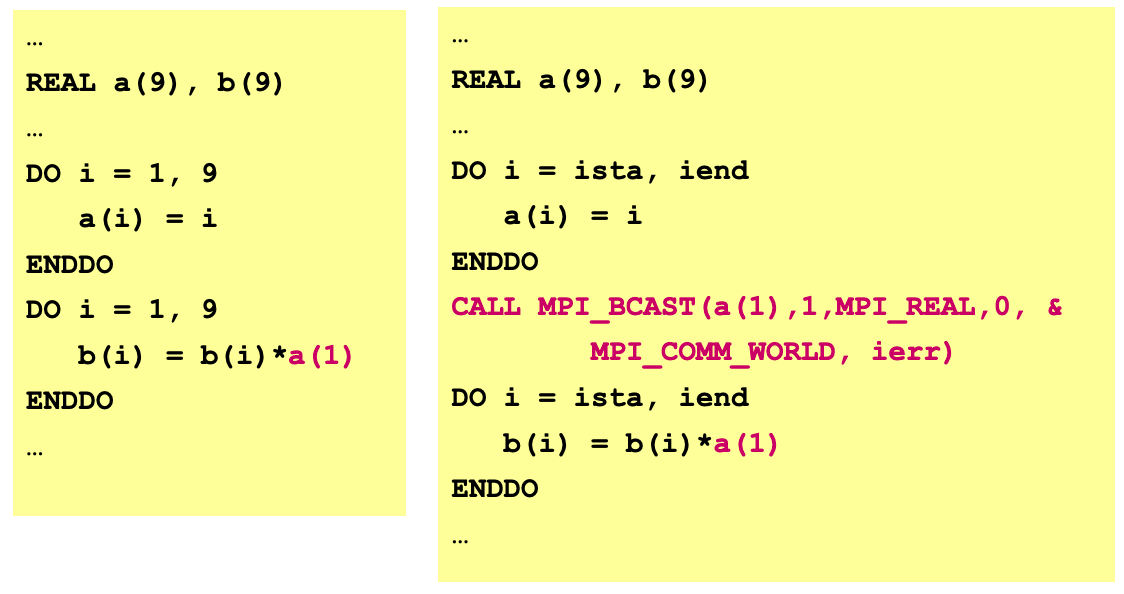 …
REAL a(9), b(9)
…
DO i = 1, 9
   a(i) = i
ENDDO
DO i = 1, 9
   b(i) = b(i)*a(1)
ENDDO
…
…
REAL a(9), b(9)
…
DO i = ista, iend
   a(i) = i
ENDDO
CALL MPI_BCAST(a(1),1,MPI_REAL,0, &
        MPI_COMM_WORLD, ierr)
DO i = ista, iend
   b(i) = b(i)*a(1)
ENDDO
…